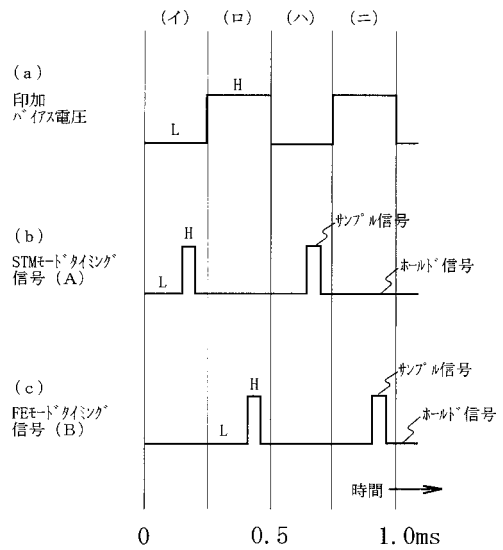 (イ) (ロ) (ハ) (ニ)
(a)
印加
バイアス電圧
H
L
(b)
STMモードタイミング
信号(A)
H
L
サンプル信号
ホールド信号
(c)
FEモードタイミング
信号(B)
H
L
サンプル信号
ホールド信号
時間
0 0.5 1.0ms